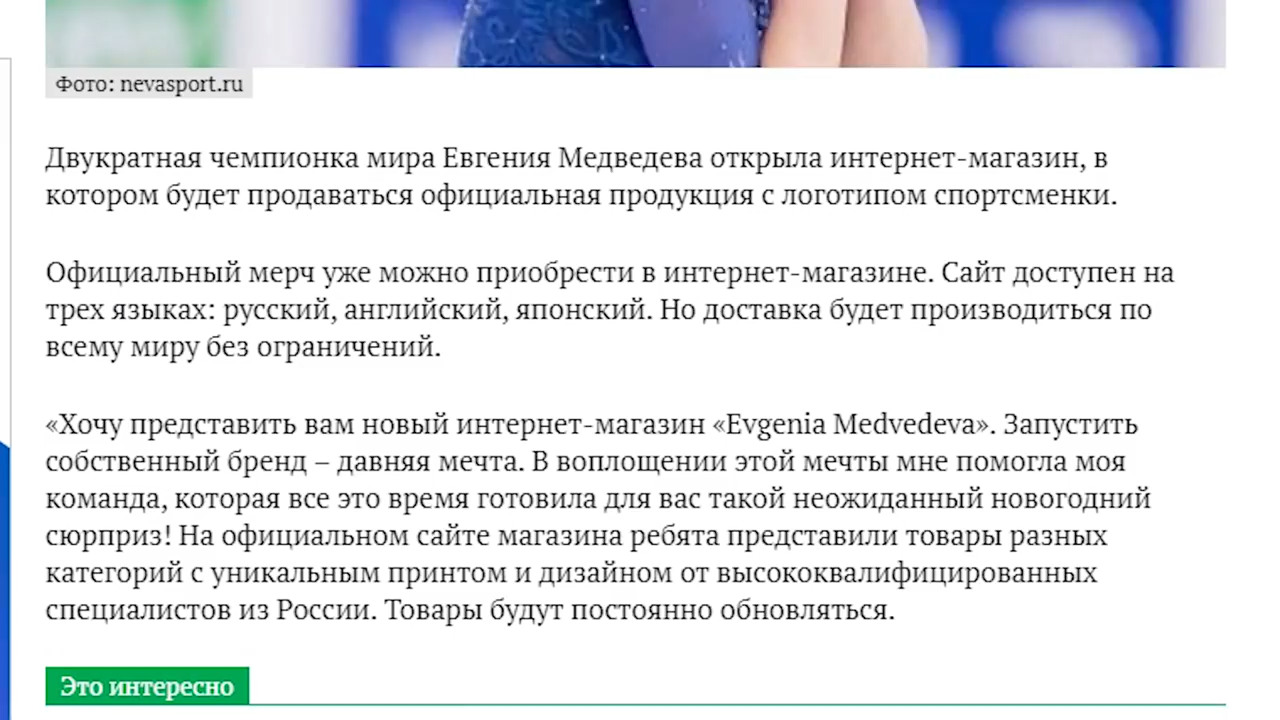 Фото: nevasport.ru
Двукратная чемпионка мира Евгения Медведева открыла интернет-магазин, в
котором будет продаваться официальная продукция с логотипом спортсменки.
Официальный мерч уже можно приобрести в интернет-магазине. Сайт доступен на
трех языках: русский, английский, японский. Но доставка будет производиться по
всему миру без ограничений.
«Хочу представить вам новый интернет-магазин «Evgenia Medvedeva». Запустить
собственный бренд – давняя мечта. В воплощении этой мечты мне помогла моя
команда, которая все это время готовила для вас такой неожиданный новогодний
сюрприз! На официальном сайте магазина ребята представили товары разных
категорий с уникальным принтом и дизайном от высококвалифицированных
специалистов из России. Товары будут постоянно обновляться.
Это интересно